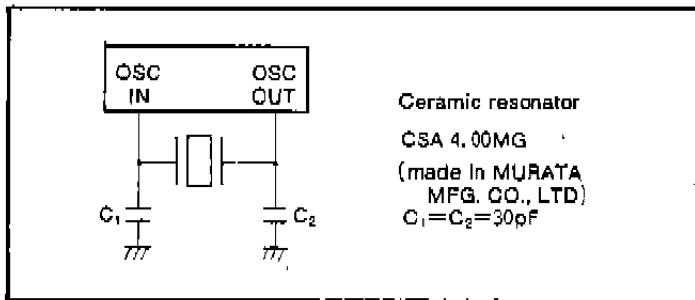 OSC IN
OSC OUT
C₁
C₂
Ceramic resonator
CSA 4.00MG
(made in MURATA
MFG. CO., LTD)
C₁=C₂=30pF